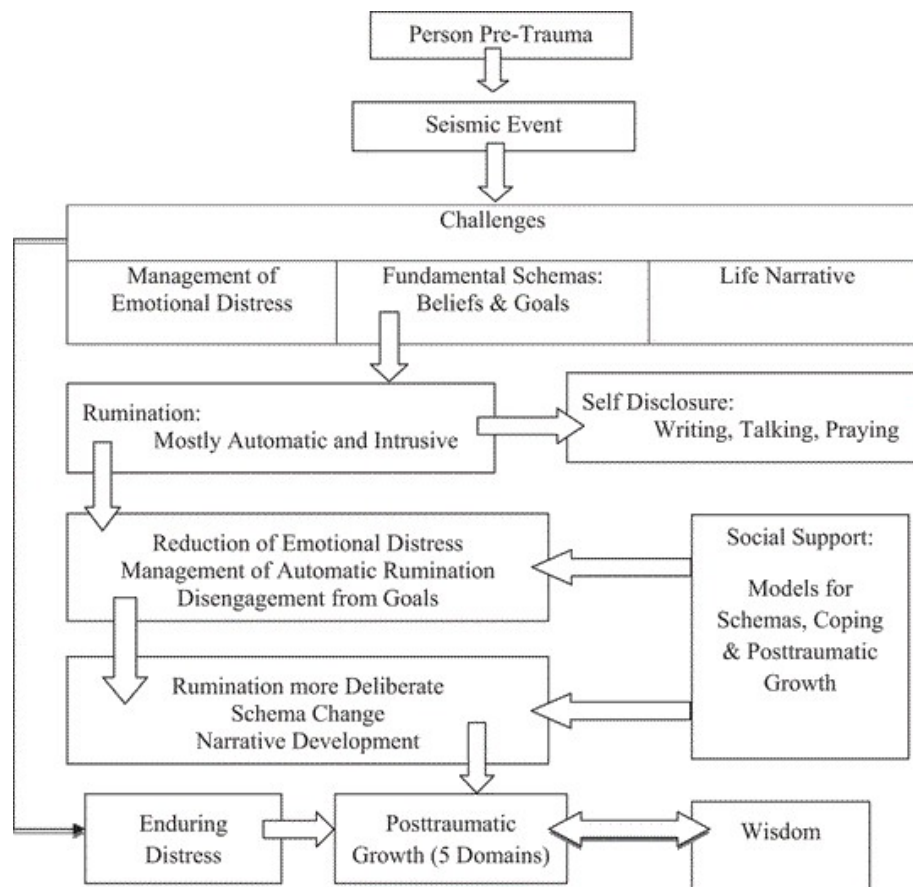 Person Pre-Trauma
Seismic Event
Challenges
Management of
Emotional Distress
Fundamental Schemas:
Beliefs & Goals
Life Narrative
Rumination:
Mostly Automatic and Intrusive
Self Disclosure:
Writing, Talking, Praying
Reduction of Emotional Distress
Management of Automatic Rumination
Disengagement from Goals
Social Support:
Models for
Schemas, Coping
& Posttraumatic
Growth
Rumination more Deliberate
Schema Change
Narrative Development
Enduring
Distress
Posttraumatic
Growth (5 Domains)
Wisdom